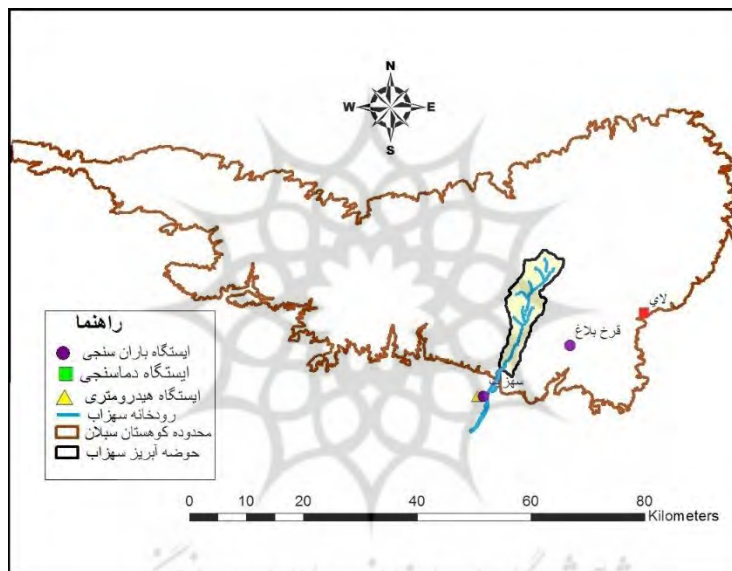 N
W E
S
لاي
قرخ بلاغ
سهزاب
راهنما
ایستگاه باران سنجی
ایستگاه دماسنجی
ایستگاه هیدرومتری
رودخانه سهزاب
محدوده کوهستان سبلان
حوضه آبریز سهزاب
0 10 20 40 60 80
Kilometers